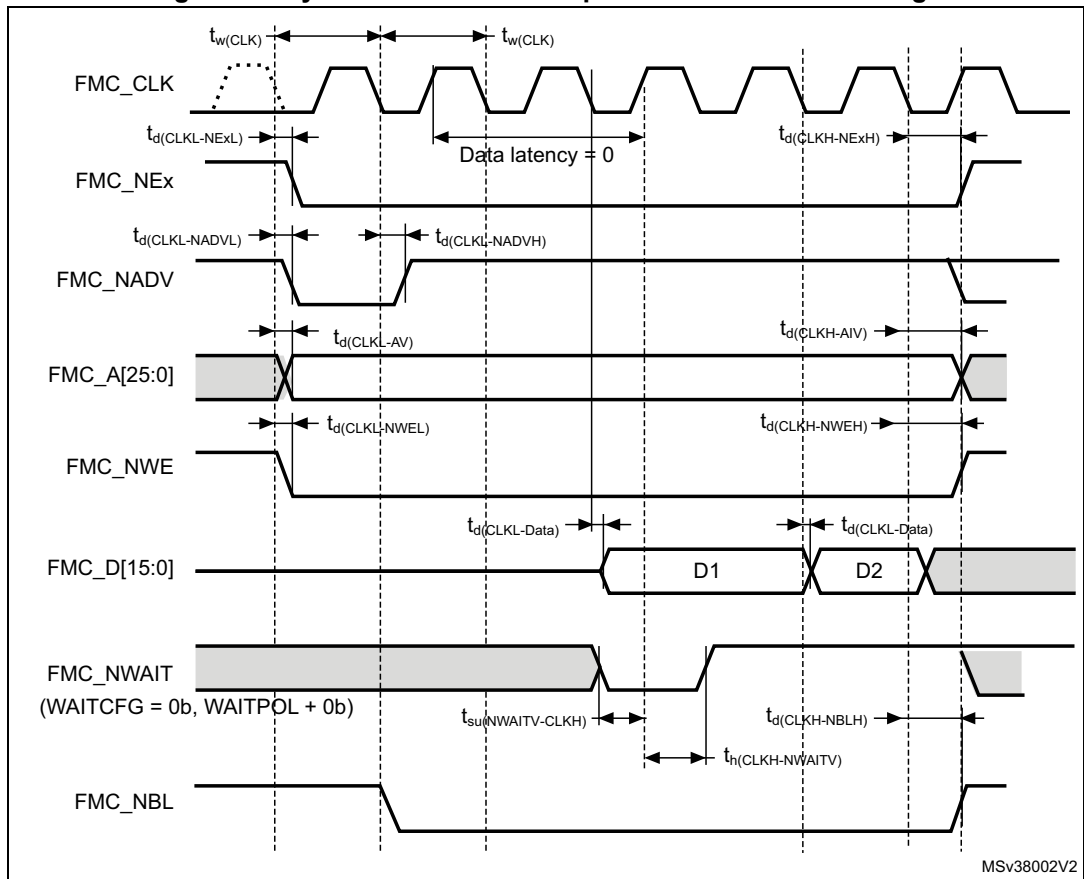 tw(CLK)
tw(CLK)
FMC_CLK
td(CLKL-NExL)
td(CLKH-NExH)
Data latency = 0
FMC_NEx
td(CLKL-NADVL)
td(CLKL-NADVH)
FMC_NADV
td(CLKL-AV)
td(CLKH-AIV)
FMC_A[25:0]
td(CLKL-NWEL)
td(CLKH-NWEH)
FMC_NWE
td(CLKL-Data)
td(CLKL-Data)
FMC_D[15:0]
D1
D2
FMC_NWAIT
(WAITCFG = 0b, WAITPOL + 0b)
tsu(NWAITV-CLKH)
td(CLKH-NBLH)
th(CLKH-NWAITV)
FMC_NBL
MSv38002V2